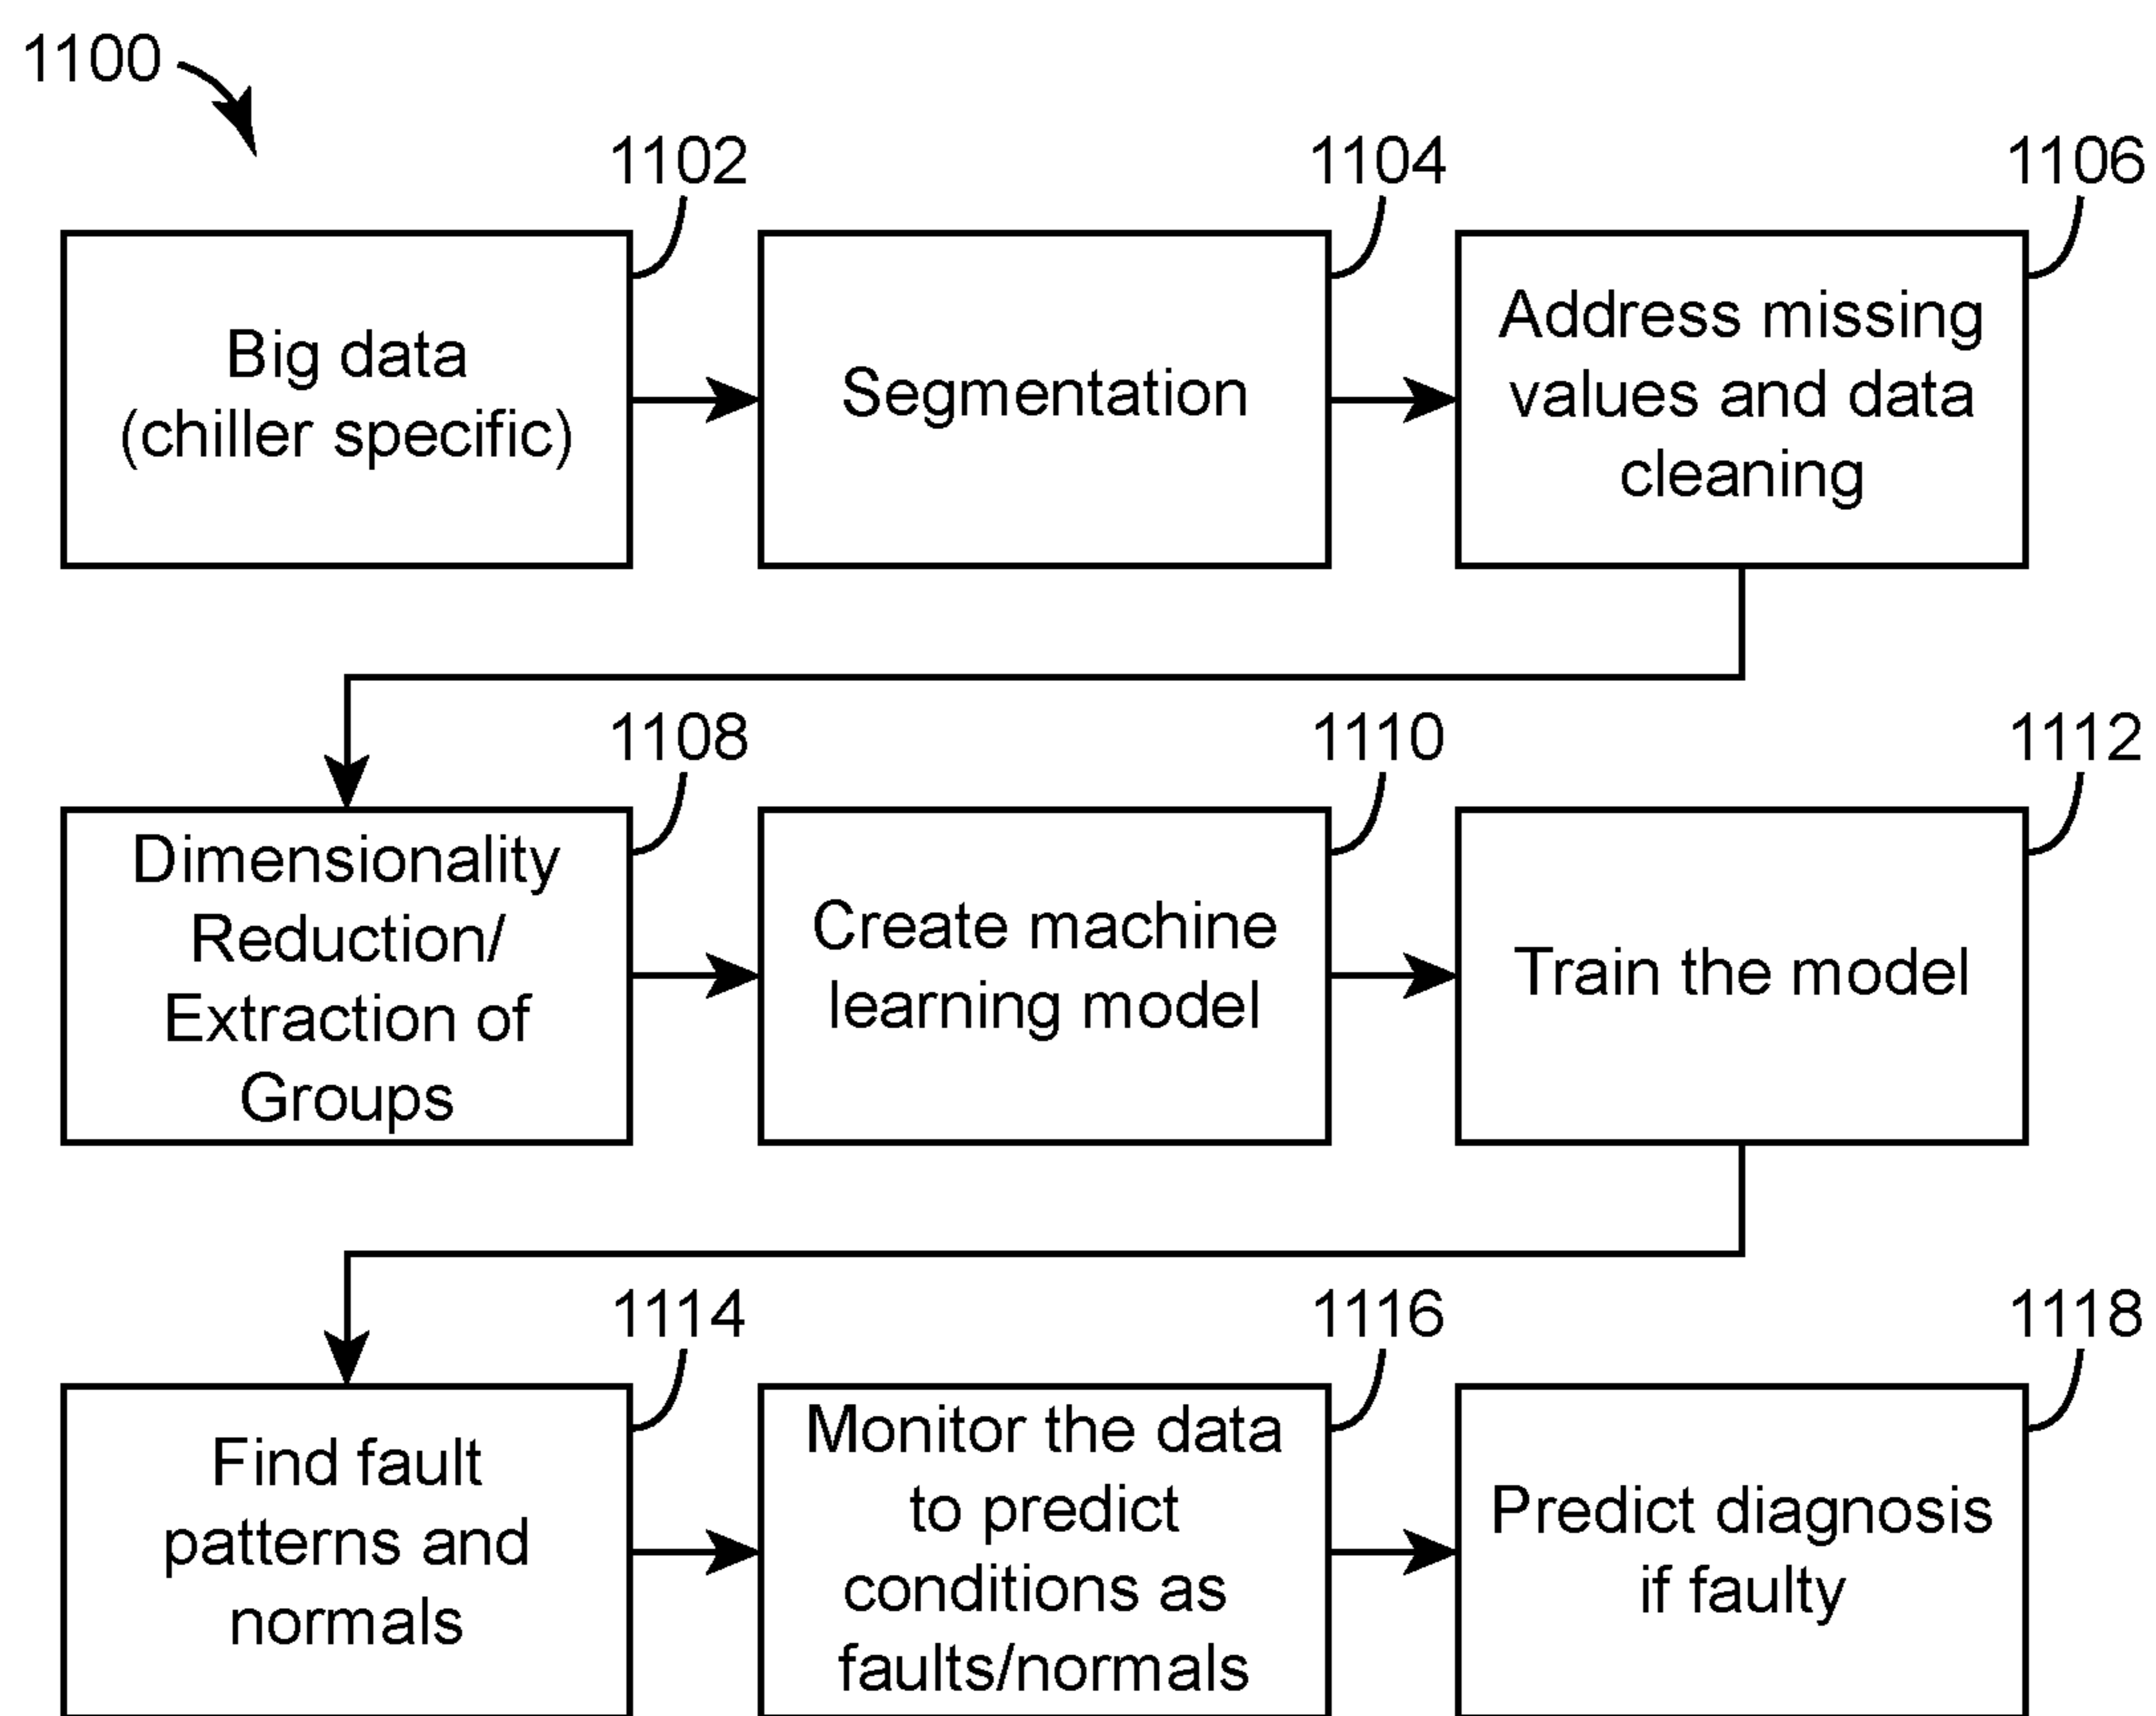 1100
1102
1104
1106
Big data
(chiller specific)
Segmentation
Address missing
values and data
cleaning
1108
1110
1112
Dimensionality
Reduction/
Extraction of
Groups
Create machine
learning model
Train the model
1114
1116
1118
Find fault
patterns and
normals
Monitor the data
to predict
conditions as
faults/normals
Predict diagnosis
if faulty